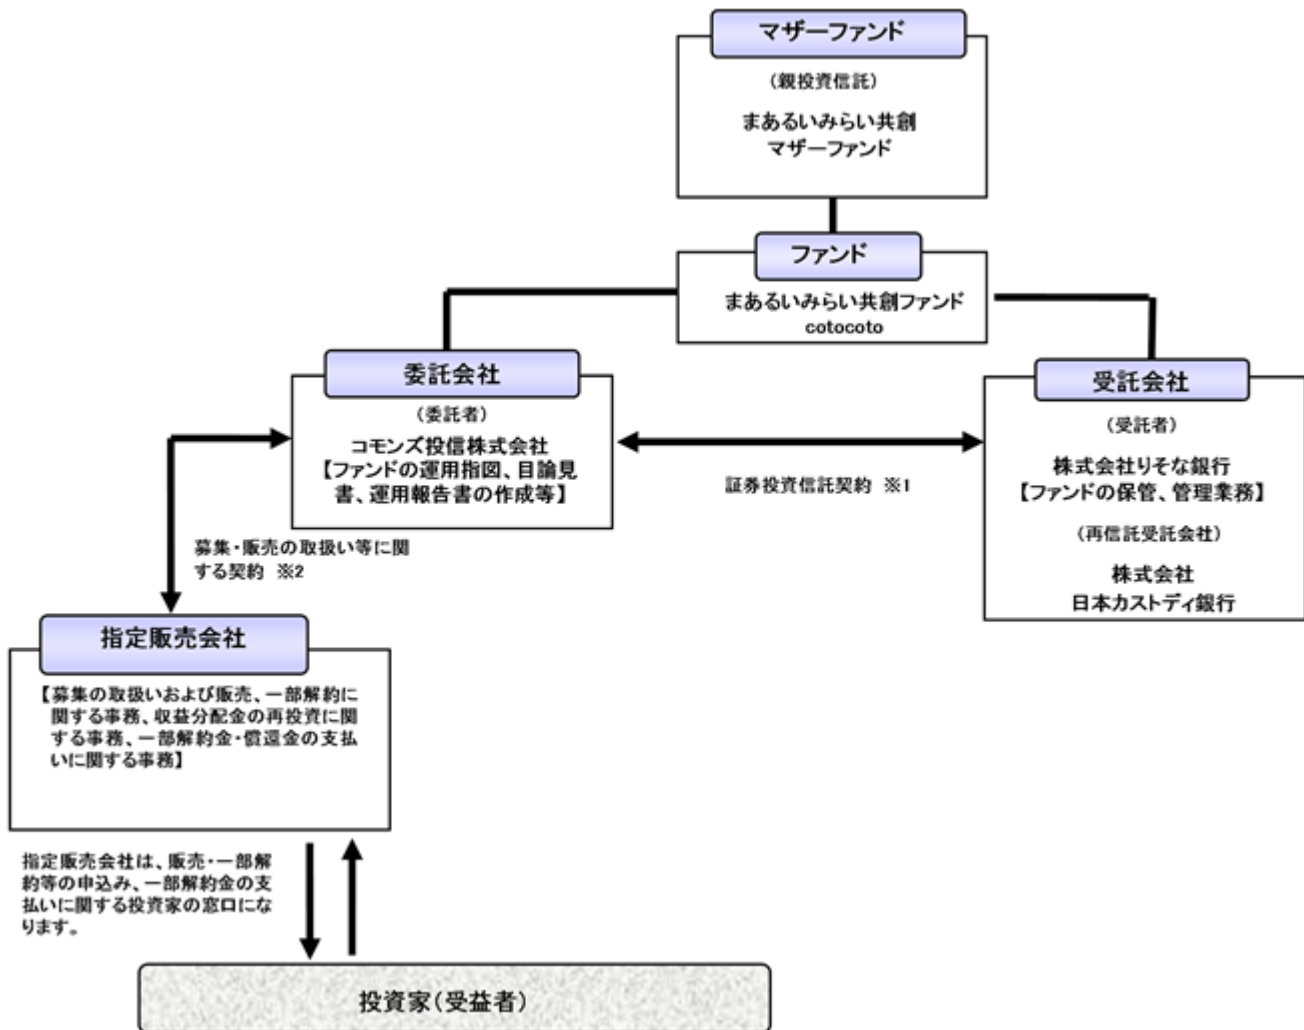 マザーファンド
(親投資信託)
まあるいみらい共創
マザーファンド
ファンド
まあるいみらい共創ファンド
cotocoto
委託会社
(委託者)
コモンズ投信株式会社
【ファンドの運用指図、目論見
書、運用報告書の作成等】
証券投資信託契約 ※1
受託会社
(受託者)
株式会社りそな銀行
【ファンドの保管、管理業務】
(再信託受託会社)
株式会社
日本カストディ銀行
募集・販売の取扱い等に関
する契約 ※2
指定販売会社
【募集の取扱いおよび販売、一部解約に
関する事務、収益分配金の再投資に関
する事務、一部解約金・償還金の支払
いに関する事務】
指定販売会社は、販売・一部解
約等の申込み、一部解約金の支
払いに関する投資家の窓口にな
ります。
投資家(受益者)